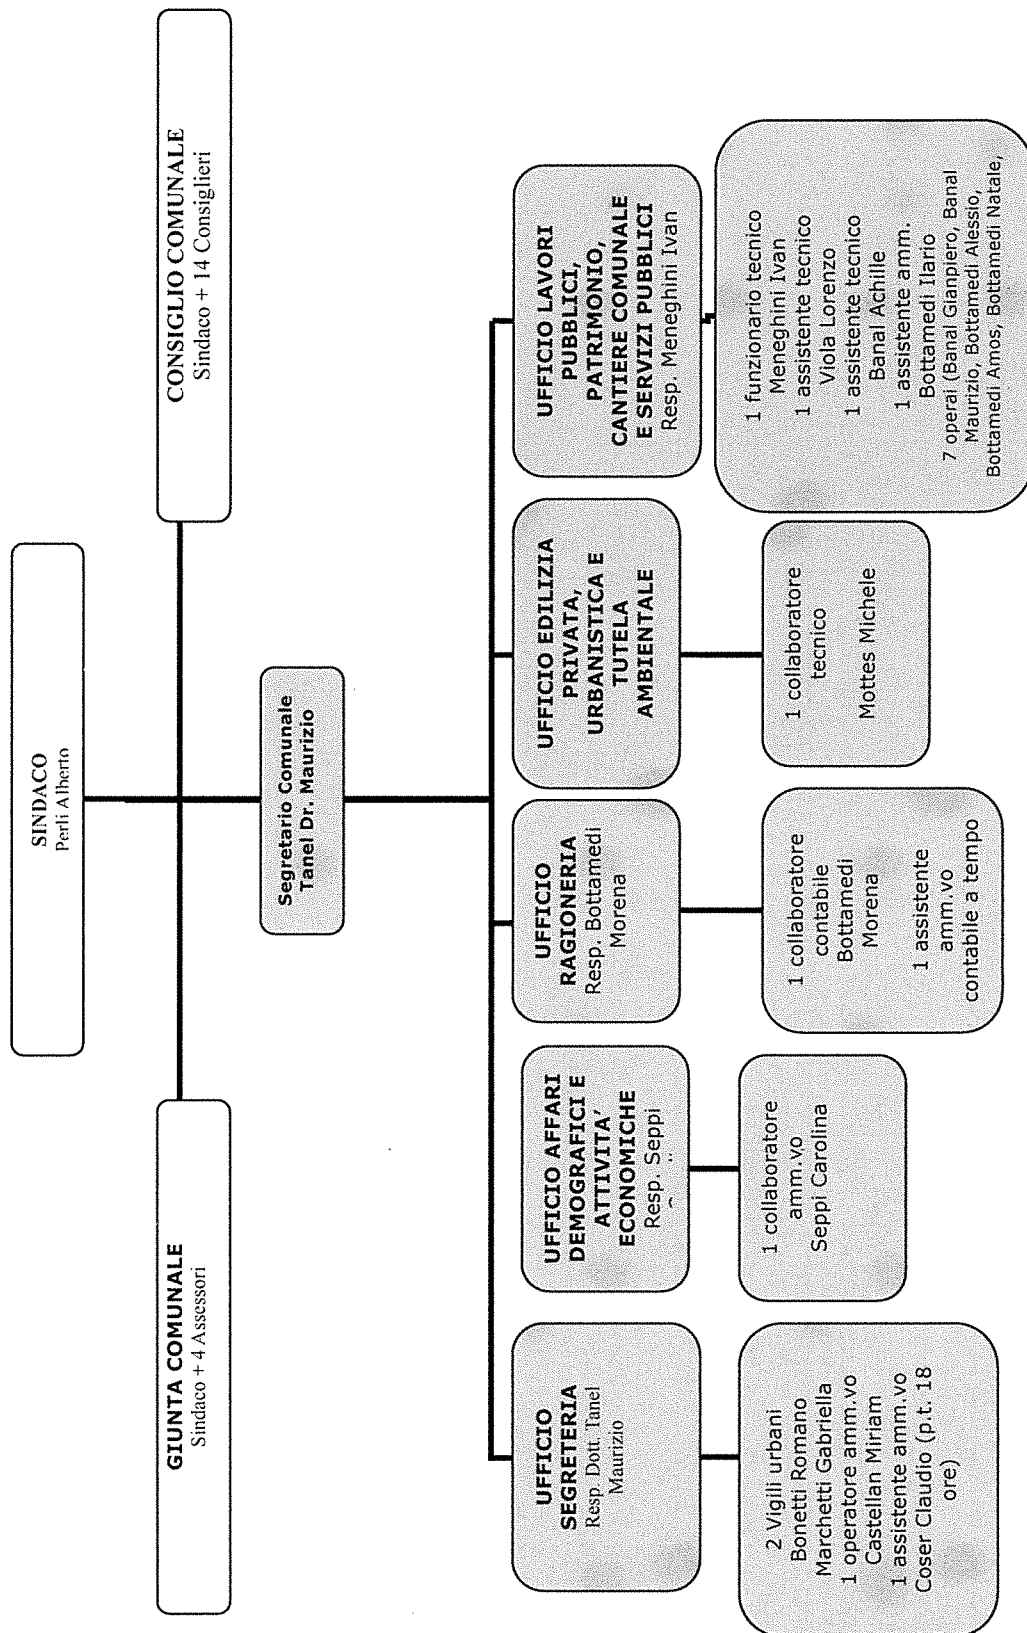 SINDACO
Perli Alberto
GIUNTA COMUNALE
Sindaco + 4 Assessori
CONSIGLIO COMUNALE
Sindaco + 14 Consiglieri
Segretario Comunale
Tanel Dr. Maurizio
UFFICIO
SEGRETERIA
Resp. Dott. Tanel
Maurizio
UFFICIO AFFARI
DEMOGRAFICI E
ATTIVITA'
ECONOMICHE
Resp. Seppi
UFFICIO
RAGIONERIA
Resp. Bottamedi
Morena
UFFICIO EDILIZIA
PRIVATA,
URBANISTICA E
TUTELA
AMBIENTALE
UFFICIO LAVORI
PUBBLICI,
PATRIMONIO,
CANTIERE COMUNALE
E SERVIZI PUBBLICI
Resp. Meneghini Ivan
2 Vigili urbani
Bonetti Romano
Marchetti Gabriella
1 operatore amm.vo
Castellan Miriam
1 assistente amm.vo
Coser Claudio (p.t. 18
ore)
1 collaboratore
amm.vo
Seppi Carolina
1 collaboratore
contabile
Bottamedi
Morena
1 assistente
amm.vo
contabile a tempo
1 collaboratore
tecnico
Mottes Michele
1 funzionario tecnico
Meneghini Ivan
1 assistente tecnico
Viola Lorenzo
1 assistente tecnico
Banal Achille
1 assistente amm.
Bottamedi Ilario
7 operai (Banal Gianpiero, Banal
Maurizio, Bottamedi Alessio,
Bottamedi Amos, Bottamedi Natale,